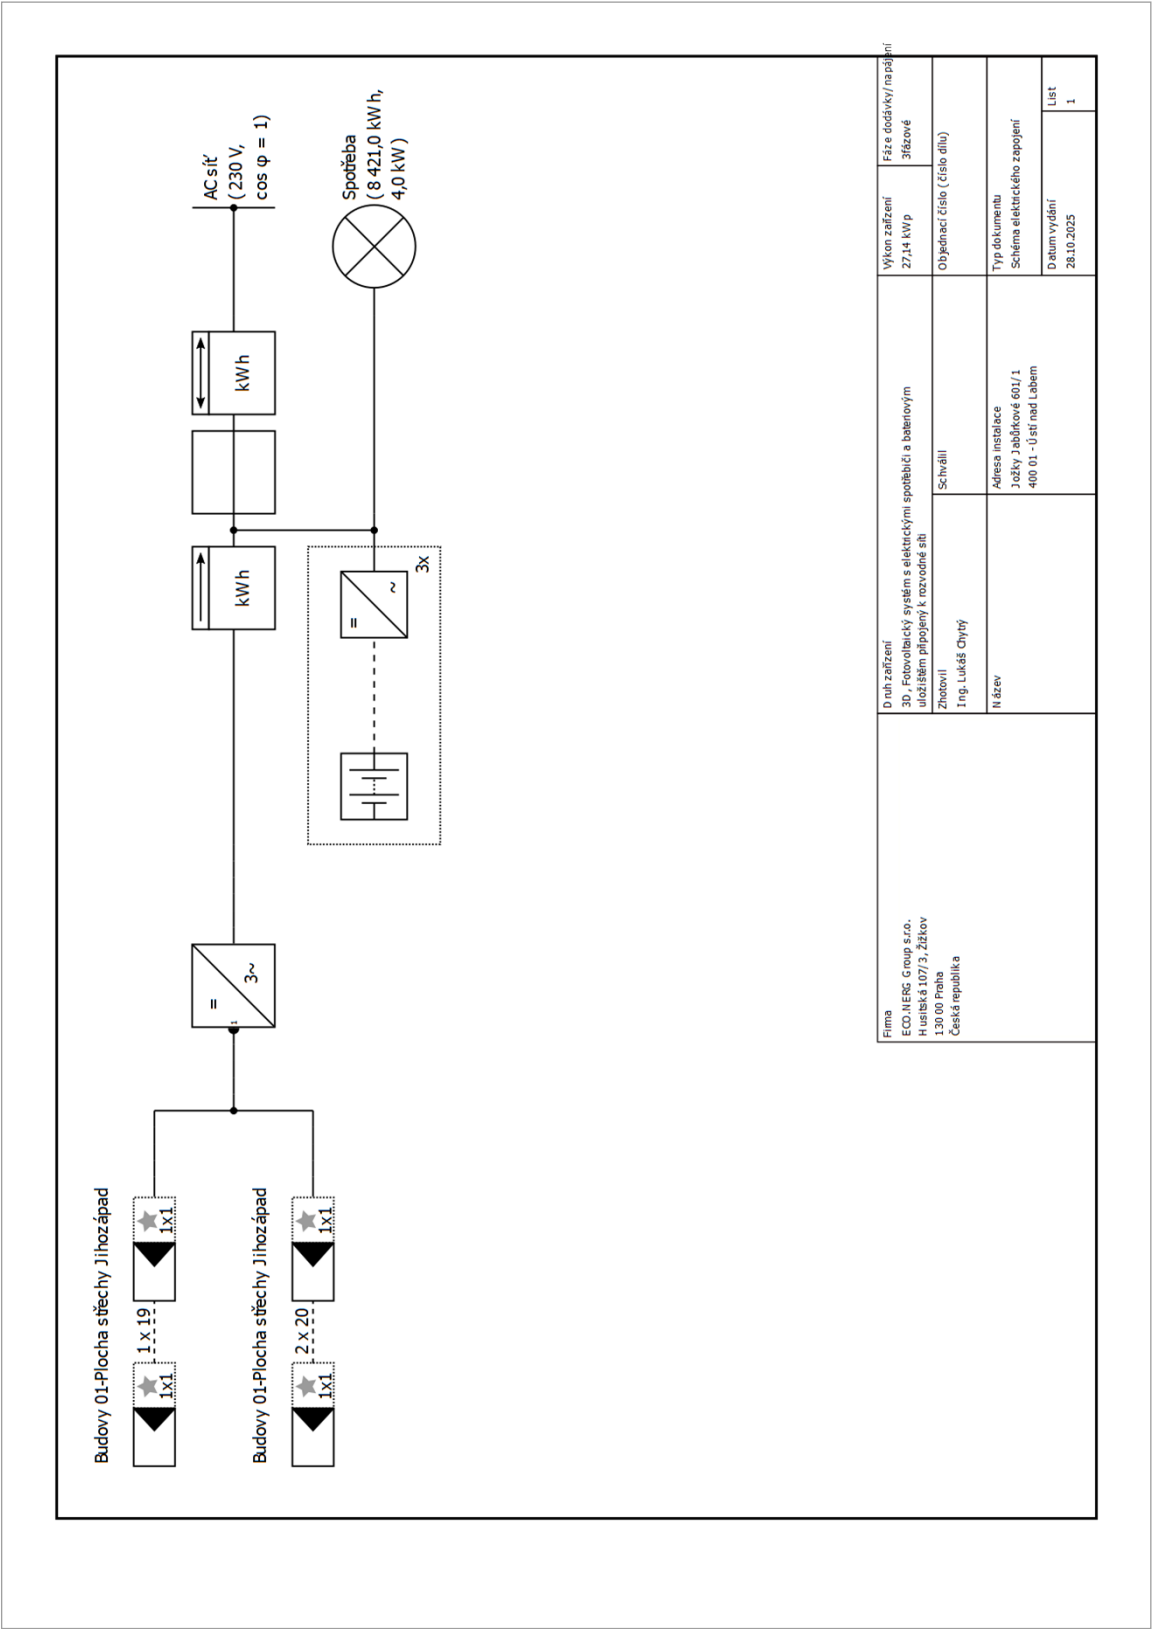 Budovy 01-Plocha střechy Jihozápad
1x1
1 x 19
1x1
Budovy 01-Plocha střechy Jihozápad
1x1
2 x 20
1x1
1
=
3~
kWh
kWh
AC síť
(230 V,
cos φ = 1)
=
~
3x
Spotřeba
(8 421,0 kWh,
4,0 kW)
Firma
ECO.NERG Group s.r.o.
Husitská 107/3, Žižkov
130 00 Praha
Česká republika
Druh zařízení
3D, Fotovoltaický systém s elektrickými spotřebiči a bateriovým
uložištěm připojený k rozvodné síti
Výkon zařízení
27,14 kWp
Fáze dodávky/napájení
3fázové
Zhotovil
Ing. Lukáš Chytrý
Schválil
Objednací číslo (číslo dílu)
Název
Adresa instalace
Jožky Jabůrkové 601/1
400 01 - Ústí nad Labem
Typ dokumentu
Schéma elektrického zapojení
Datum vydání
28.10.2025
List
1